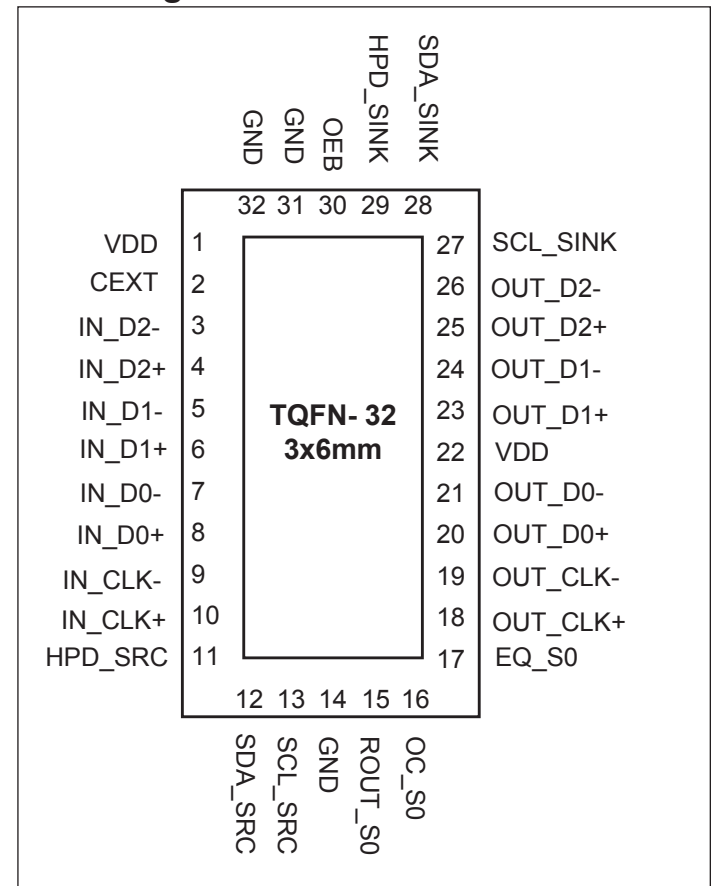 HPD_SINK
SDA_SINK
GND
GND
OEB
32 31 30 29 28
VDD 1
CEXT 2
IN_D2- 3
IN_D2+ 4
IN_D1- 5
IN_D1+ 6
IN_D0- 7
IN_D0+ 8
IN_CLK- 9
IN_CLK+ 10
HPD_SRC 11
TQFN- 32
3x6mm
27 SCL_SINK
26 OUT_D2-
25 OUT_D2+
24 OUT_D1-
23 OUT_D1+
22 VDD
21 OUT_D0-
20 OUT_D0+
19 OUT_CLK-
18 OUT_CLK+
17 EQ_S0
12 13 14 15 16
SDA_SRC
SCL_SRC
GND
ROUT_S0
OC_S0